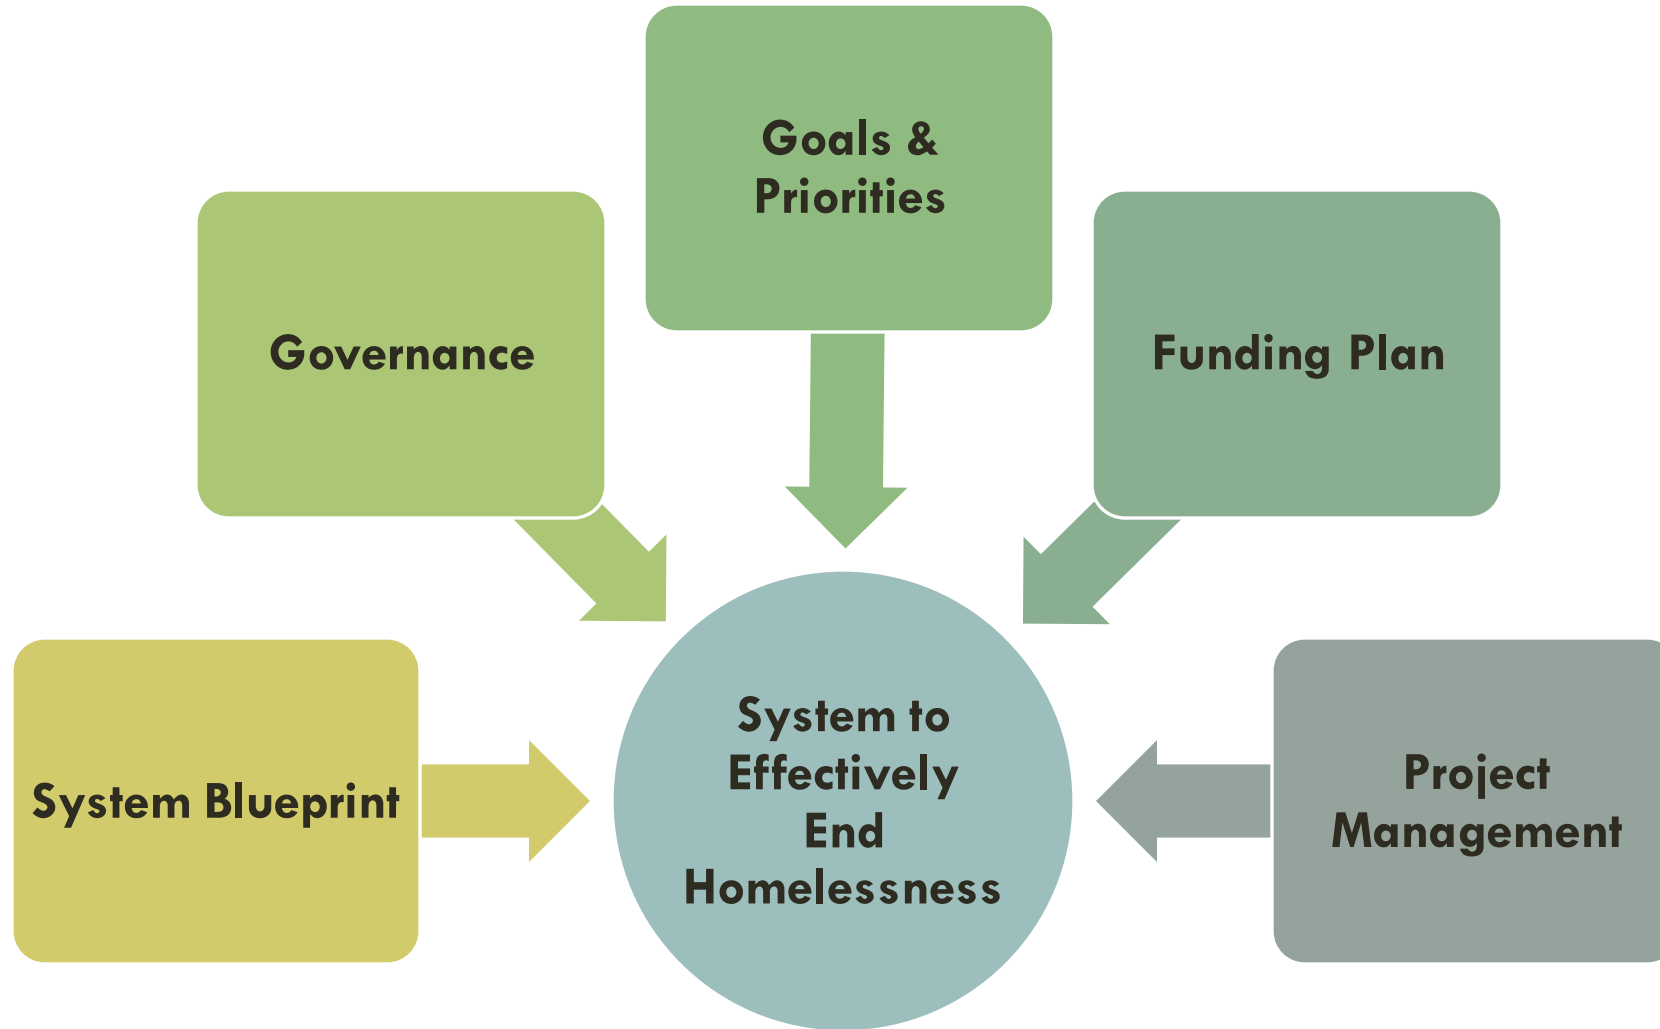 Goals &
Priorities
Governance
Funding Plan
System Blueprint
System to
Effectively
End
Homelessness
Project
Management